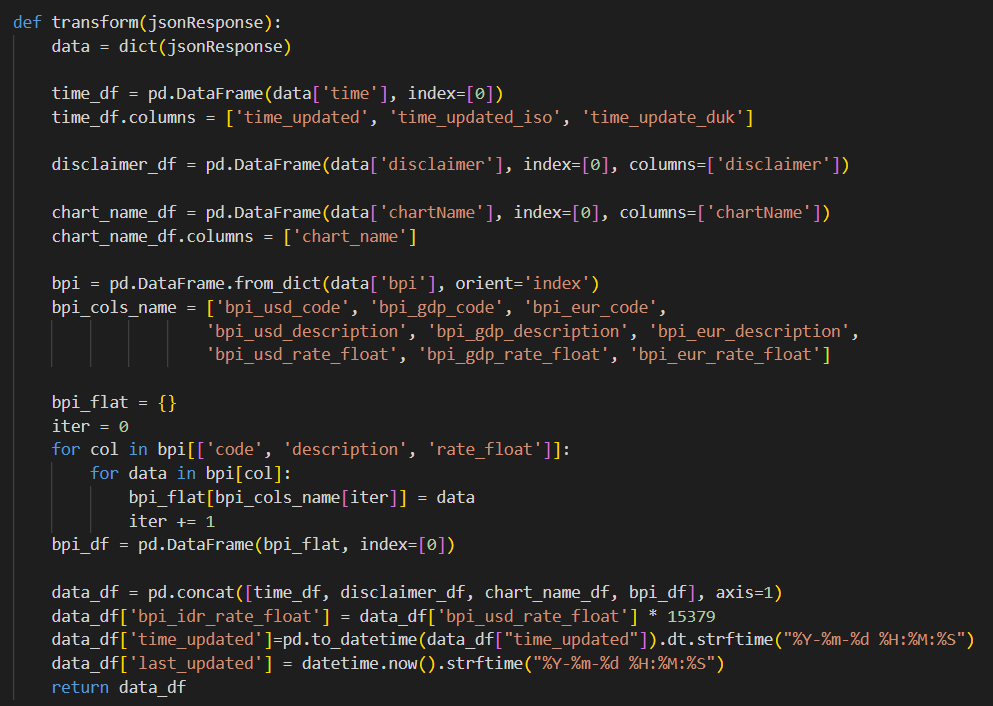 def transform(jsonResponse):
    data = dict(jsonResponse)

    time_df = pd.DataFrame(data['time'], index=[0])
    time_df.columns = ['time_updated', 'time_updated_iso', 'time_update_duk']

    disclaimer_df = pd.DataFrame(data['disclaimer'], index=[0], columns=['disclaimer'])

    chart_name_df = pd.DataFrame(data['chartName'], index=[0], columns=['chartName'])
    chart_name_df.columns = ['chart_name']

    bpi = pd.DataFrame.from_dict(data['bpi'], orient='index')
    bpi_cols_name = ['bpi_usd_code', 'bpi_gdp_code', 'bpi_eur_code',
                    'bpi_usd_description', 'bpi_gdp_description', 'bpi_eur_description',
                    'bpi_usd_rate_float', 'bpi_gdp_rate_float', 'bpi_eur_rate_float']

    bpi_flat = {}
    iter = 0
    for col in bpi[['code', 'description', 'rate_float']]:
        for data in bpi[col]:
            bpi_flat[bpi_cols_name[iter]] = data
            iter += 1
    bpi_df = pd.DataFrame(bpi_flat, index=[0])

    data_df = pd.concat([time_df, disclaimer_df, chart_name_df, bpi_df], axis=1)
    data_df['bpi_idr_rate_float'] = data_df['bpi_usd_rate_float'] * 15379
    data_df['time_updated']=pd.to_datetime(data_df["time_updated"]).dt.strftime("%Y-%m-%d %H:%M:%S")
    data_df['last_updated'] = datetime.now().strftime("%Y-%m-%d %H:%M:%S")
    return data_df